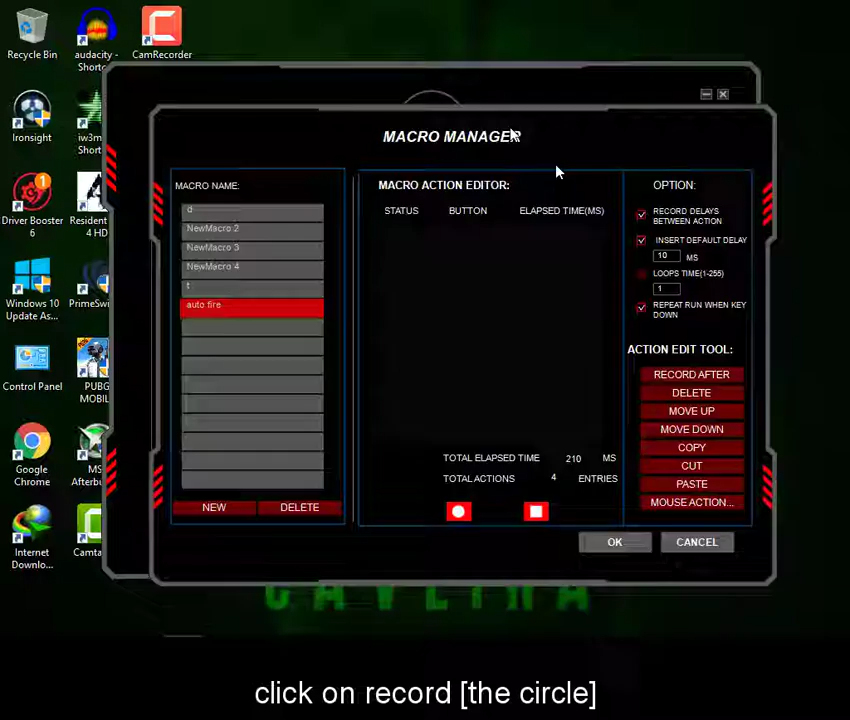 Recycle Bin
audacity -
Shortc
CamRecorder
Ironsight
iw3m
Short
Driver Booster
6
Resident
4 HD
Windows 10
Update As...
PrimeSwi
Control Panel
PUBG
MOBIL
Google
Chrome
MS
Afterbu
Internet
Downlo...
Camta
MACRO MANAGER
MACRO NAME:
d
NewMacro 2
NewMacro 3
NewMacro 4
t
auto fire
NEW
DELETE
MACRO ACTION EDITOR:
STATUS BUTTON ELAPSED TIME(MS)
TOTAL ELAPSED TIME 210 MS
TOTAL ACTIONS 4 ENTRIES
OPTION:
RECORD DELAYS
BETWEEN ACTION
INSERT DEFAULT DELAY
10 MS
LOOPS TIME(1-255)
1
REPEAT RUN WHEN KEY
DOWN
ACTION EDIT TOOL:
RECORD AFTER
DELETE
MOVE UP
MOVE DOWN
COPY
CUT
PASTE
MOUSE ACTION...
OK
CANCEL
click on record [the circle]